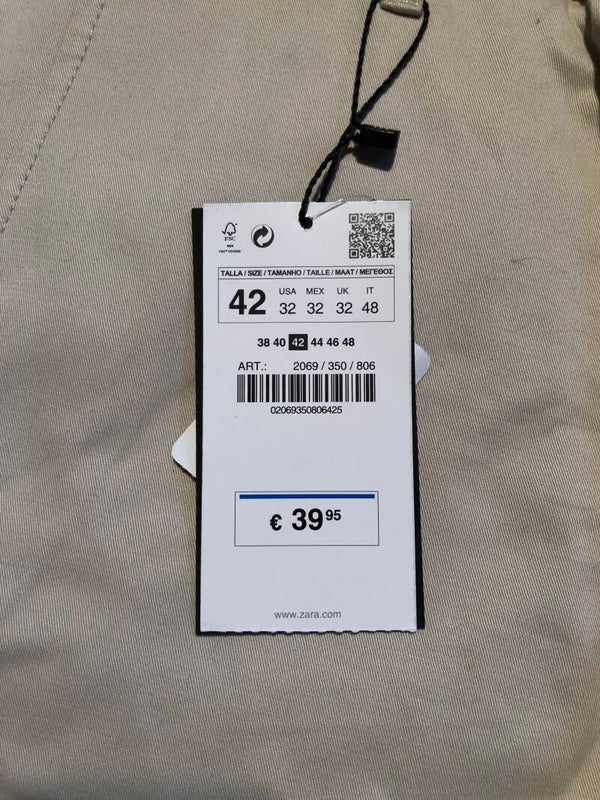 FSC
MIX
TALLA / SIZE / TAMANHO / TAILLE / MAAT / ΜΕΓΕΘΟΣ
42 USA MEX UK IT
32 32 32 48
38 40 42 44 46 48
ART.: 2069 / 350 / 806
02069350806425
€ 39 95
www.zara.com